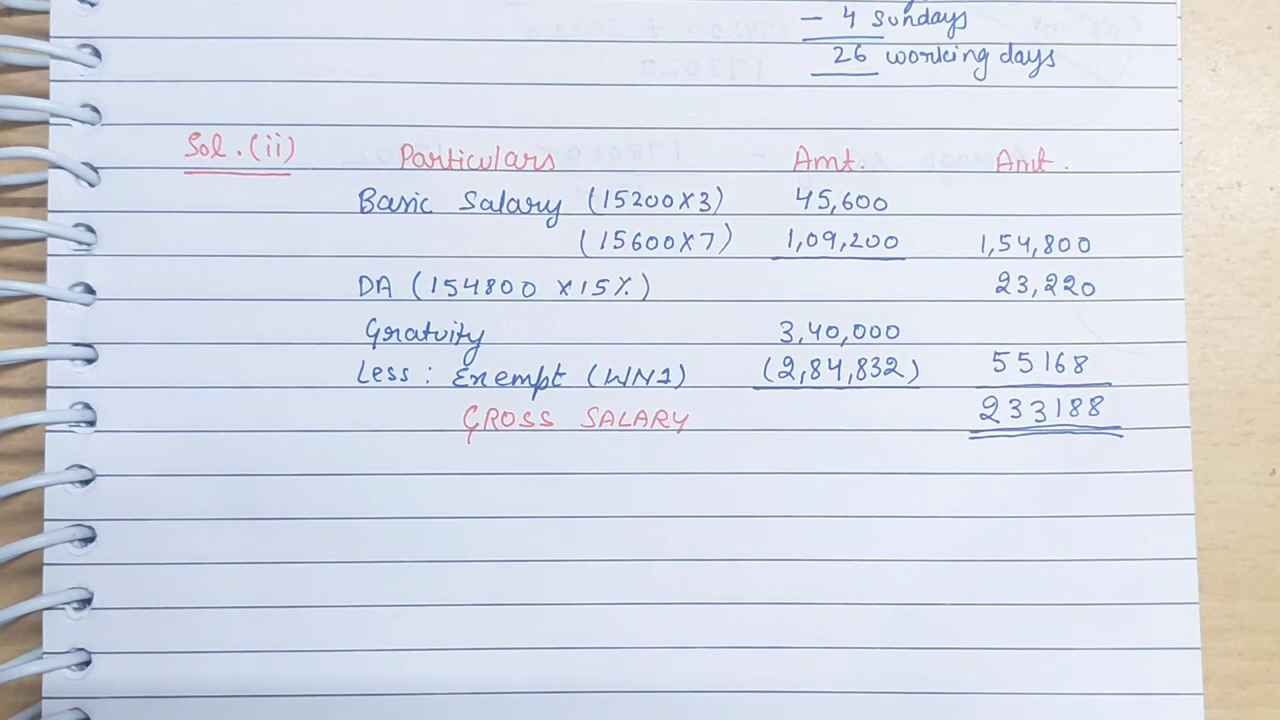 - 4 Sundays
26 working days
Sol. (ii) Particulars Amt. Amt.
Basic Salary (15200X3) 45,600
(15600X7) 1,09,200 1,54,800
DA (154800 X15%) 23,220
Gratuity 3,40,000
Less: Exempt (WN1) (2,84,832) 55168
GROSS SALARY 233188